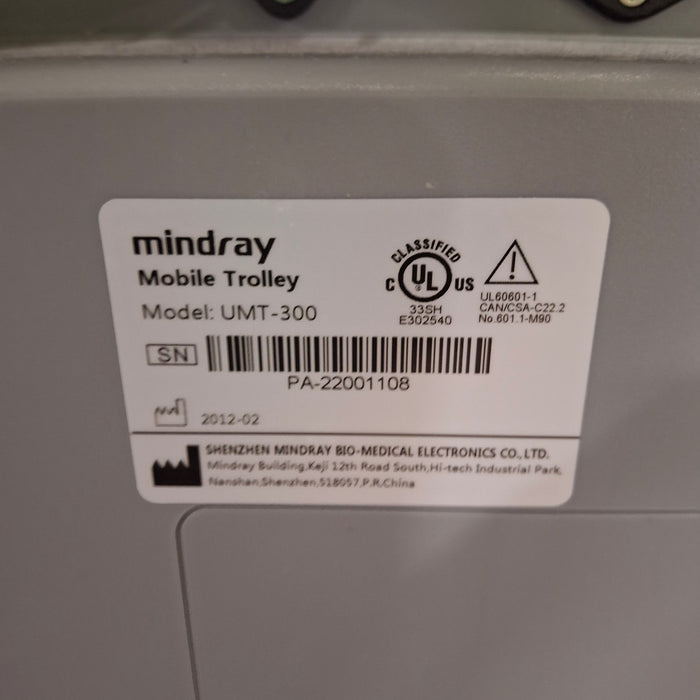 mindray
Mobile Trolley
Model: UMT-300
CLASSIFIED
C UL US
33SH
E302540
UL60601-1
CAN/CSA-C22.2
No.601.1-M90
SN
PA-22001108
2012-02
SHENZHEN MINDRAY BIO-MEDICAL ELECTRONICS CO., LTD.
Mindray Building,Keji 12th Road South,Hi-tech Industrial Park,
Nanshan,Shenzhen,518057,P.R.China